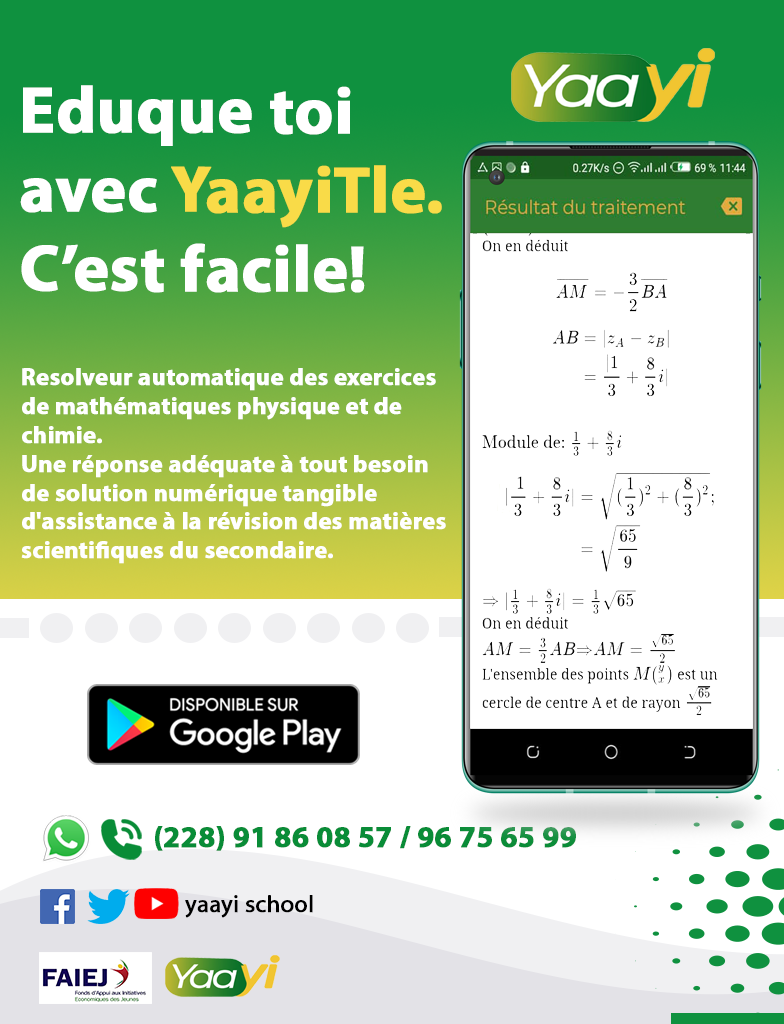 Yaayi
Eduque toi
avec YaayiTle.
C'est facile!
Resolveur automatique des exercices
de mathématiques physique et de
chimie.
Une réponse adéquate à tout besoin
de solution numérique tangible
d'assistance à la révision des matières
scientifiques du secondaire.
0.27K/s 69 % 11:44
Résultat du traitement
On en déduit
\overline{AM} = -\frac{3}{2}\overline{BA}
AB = |z_A - z_B|
= |\frac{1}{3} + \frac{8}{3}i|
Module de: \frac{1}{3} + \frac{8}{3}i
|\frac{1}{3} + \frac{8}{3}i| = \sqrt{(\frac{1}{3})^2 + (\frac{8}{3})^2};
= \sqrt{\frac{65}{9}}
⇒ |\frac{1}{3} + \frac{8}{3}i| = \frac{1}{3}\sqrt{65}
On en déduit
AM = \frac{3}{2}AB⇒AM = \frac{\sqrt{65}}{2}
L'ensemble des points M(^y_x) est un
cercle de centre A et de rayon \frac{\sqrt{65}}{2}
DISPONIBLE SUR
Google Play
(228) 91 86 08 57 / 96 75 65 99
yaayi school
FAIEJ
Fonds d'Appui aux Initiatives
Economiques des Jeunes
Yaayi